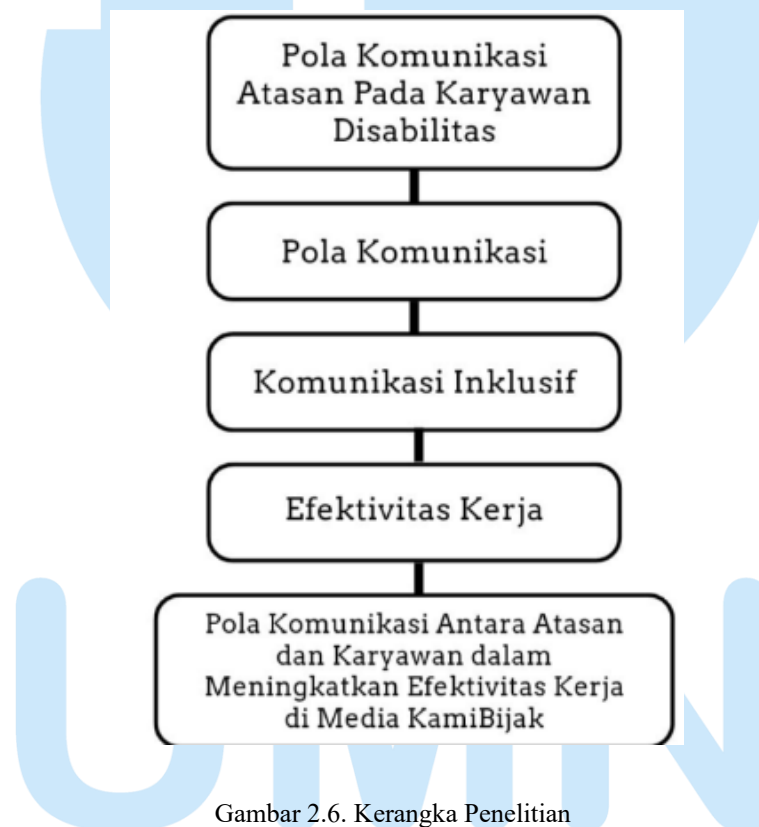 Pola Komunikasi
Atasan Pada Karyawan
Disabilitas
Pola Komunikasi
Komunikasi Inklusif
Efektivitas Kerja
Pola Komunikasi Antara Atasan
dan Karyawan dalam
Meningkatkan Efektivitas Kerja
di Media KamiBijak
UMN
Gambar 2.6. Kerangka Penelitian